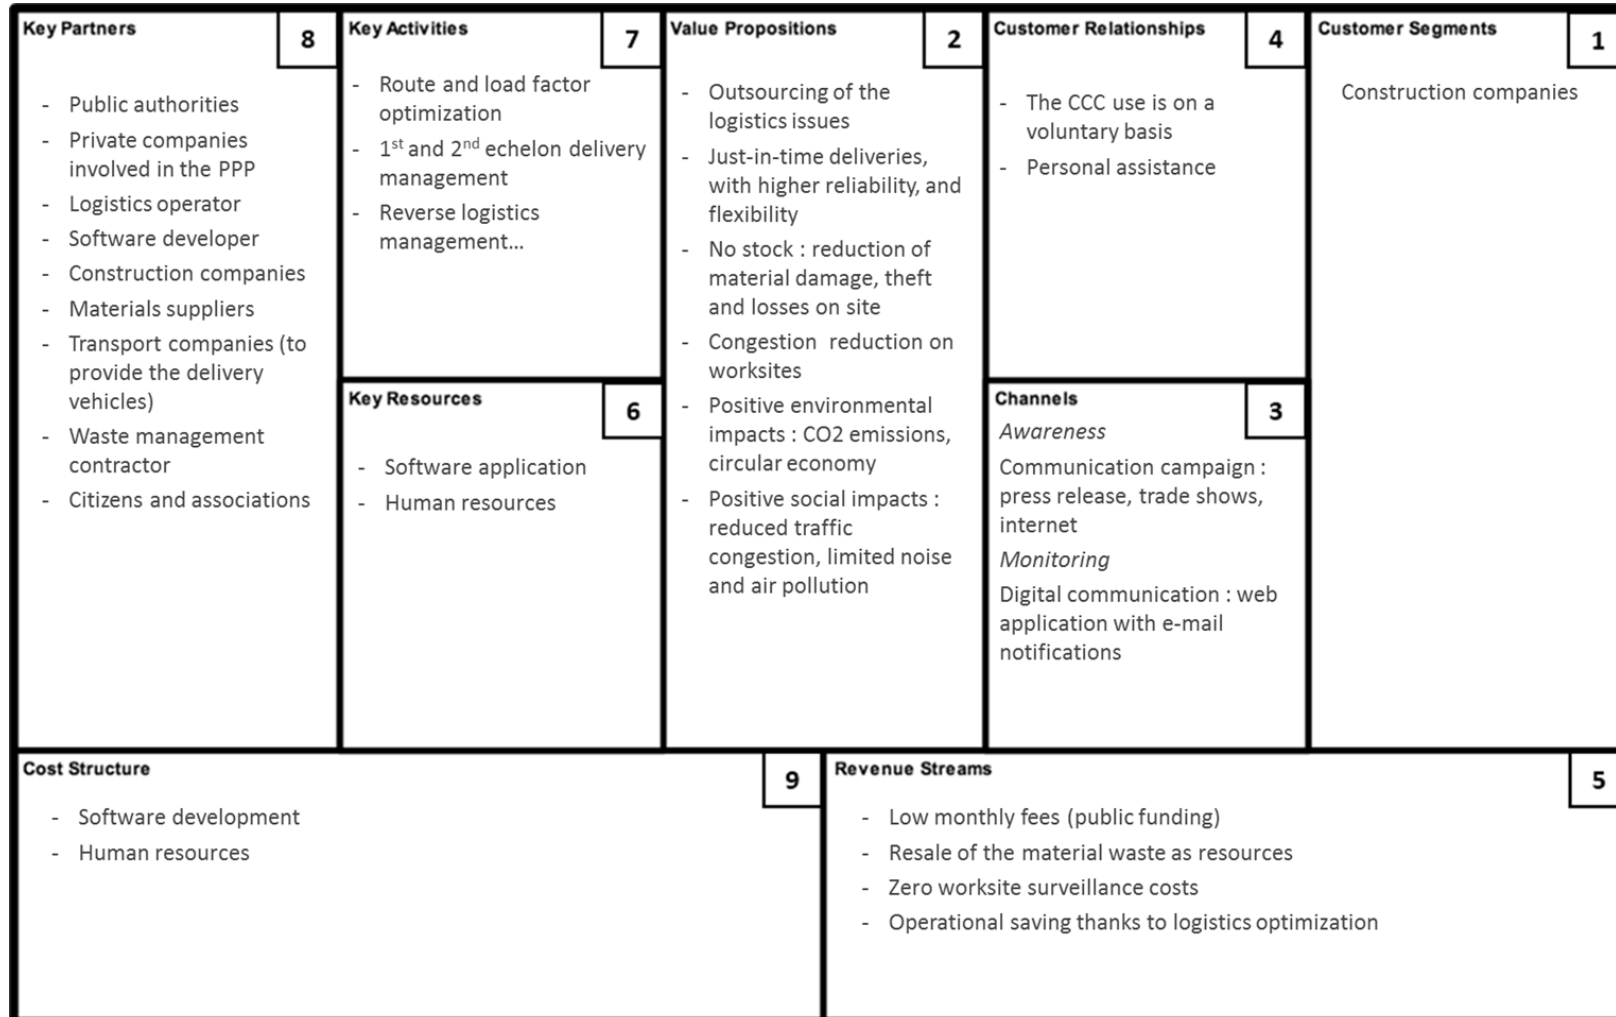 Key Partners
8
- Public authorities
- Private companies
involved in the PPP
- Logistics operator
- Software developer
- Construction companies
- Materials suppliers
- Transport companies (to
provide the delivery
vehicles)
- Waste management
contractor
- Citizens and associations
Key Activities
7
- Route and load factor
optimization
- 1st and 2nd echelon delivery
management
- Reverse logistics
management...
Key Resources
6
- Software application
- Human resources
Value Propositions
2
- Outsourcing of the
logistics issues
- Just-in-time deliveries,
with higher reliability, and
flexibility
- No stock : reduction of
material damage, theft
and losses on site
- Congestion reduction on
worksites
- Positive environmental
impacts : CO2 emissions,
circular economy
- Positive social impacts :
reduced traffic
congestion, limited noise
and air pollution
Customer Relationships
4
- The CCC use is on a
voluntary basis
- Personal assistance
Channels
3
Awareness
Communication campaign :
press release, trade shows,
internet
Monitoring
Digital communication : web
application with e-mail
notifications
Customer Segments
1
Construction companies
Cost Structure
9
- Software development
- Human resources
Revenue Streams
5
- Low monthly fees (public funding)
- Resale of the material waste as resources
- Zero worksite surveillance costs
- Operational saving thanks to logistics optimization